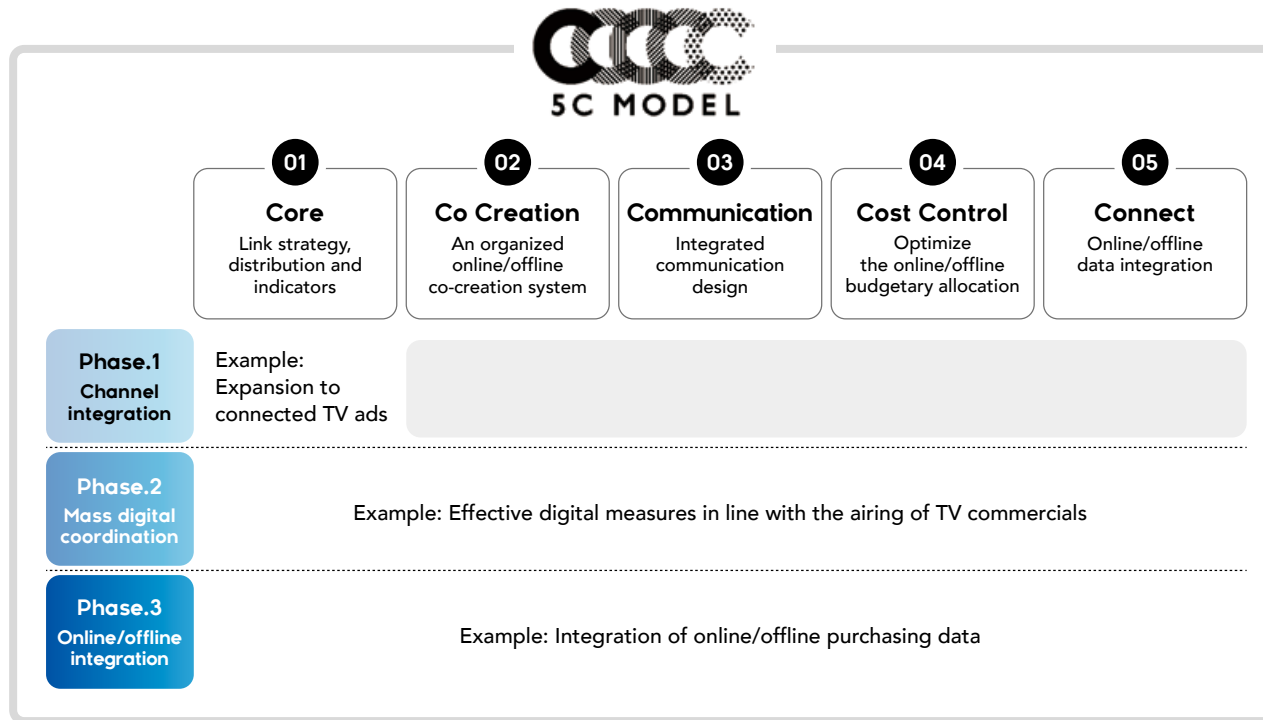 5C MODEL
01
Core
Link strategy,
distribution and
indicators
02
Co Creation
An organized
online/offline
co-creation system
03
Communication
Integrated
communication
design
04
Cost Control
Optimize
the online/offline
budgetary allocation
05
Connect
Online/offline
data integration
Phase.1
Channel
integration
Example:
Expansion to
connected TV ads
Phase.2
Mass digital
coordination
Example: Effective digital measures in line with the airing of TV commercials
Phase.3
Online/offline
integration
Example: Integration of online/offline purchasing data